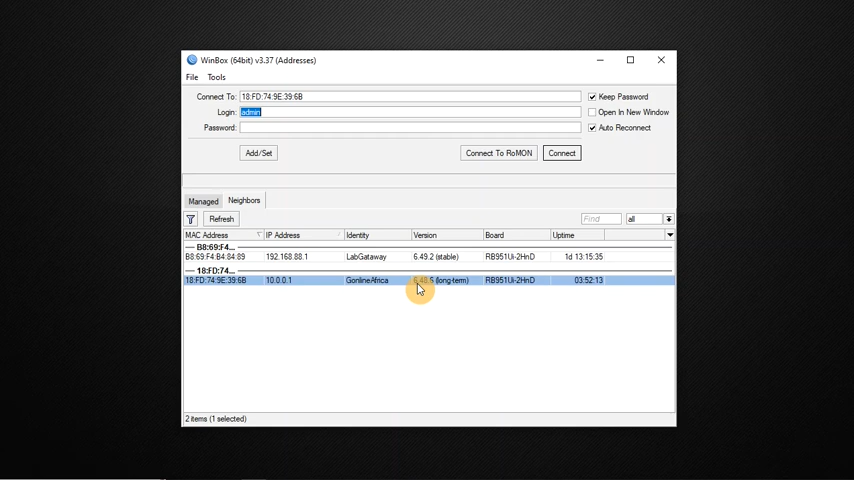 WinBox (64bit) v3.37 (Addresses)
File Tools
Connect To: 18:FD:74:9E:39:6B Keep Password
Login: admin Open In New Window
Password: Auto Reconnect
Add/Set Connect To RoMON Connect
Managed Neighbors
Refresh Find all
MAC Address IP Address Identity Version Board Uptime
B8:69:F4...
B8:69:F4:B4:84:89 192.168.88.1 LabGataway 6.49.2 (stable) RB951Ui-2HnD 1d 13:15:35
18:FD:74...
18:FD:74:9E:39:6B 10.0.0.1 GonlineAfrica 6.48.5 (long-term) RB951Ui-2HnD 03:52:13
2 items (1 selected)